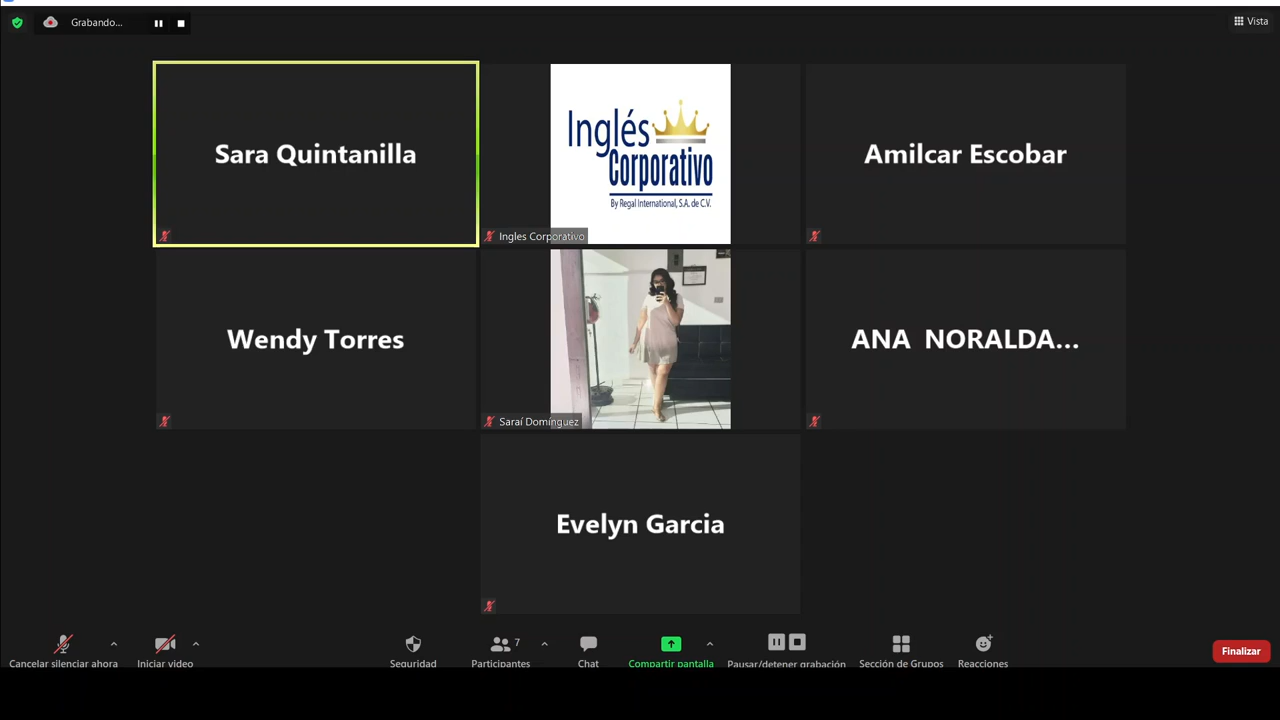 Grabando...
Vista
Sara Quintanilla
Inglés
Corporativo
By Regal International, S.A. de C.V.
Ingles Corporativo
Amilcar Escobar
Wendy Torres
Saraí Domínguez
ANA NORALDA...
Evelyn Garcia
Cancelar silenciar ahora
Iniciar video
Seguridad
7
Participantes
Chat
Compartir pantalla
Pausar/detener grabación
Sección de Grupos
Reacciones
Finalizar